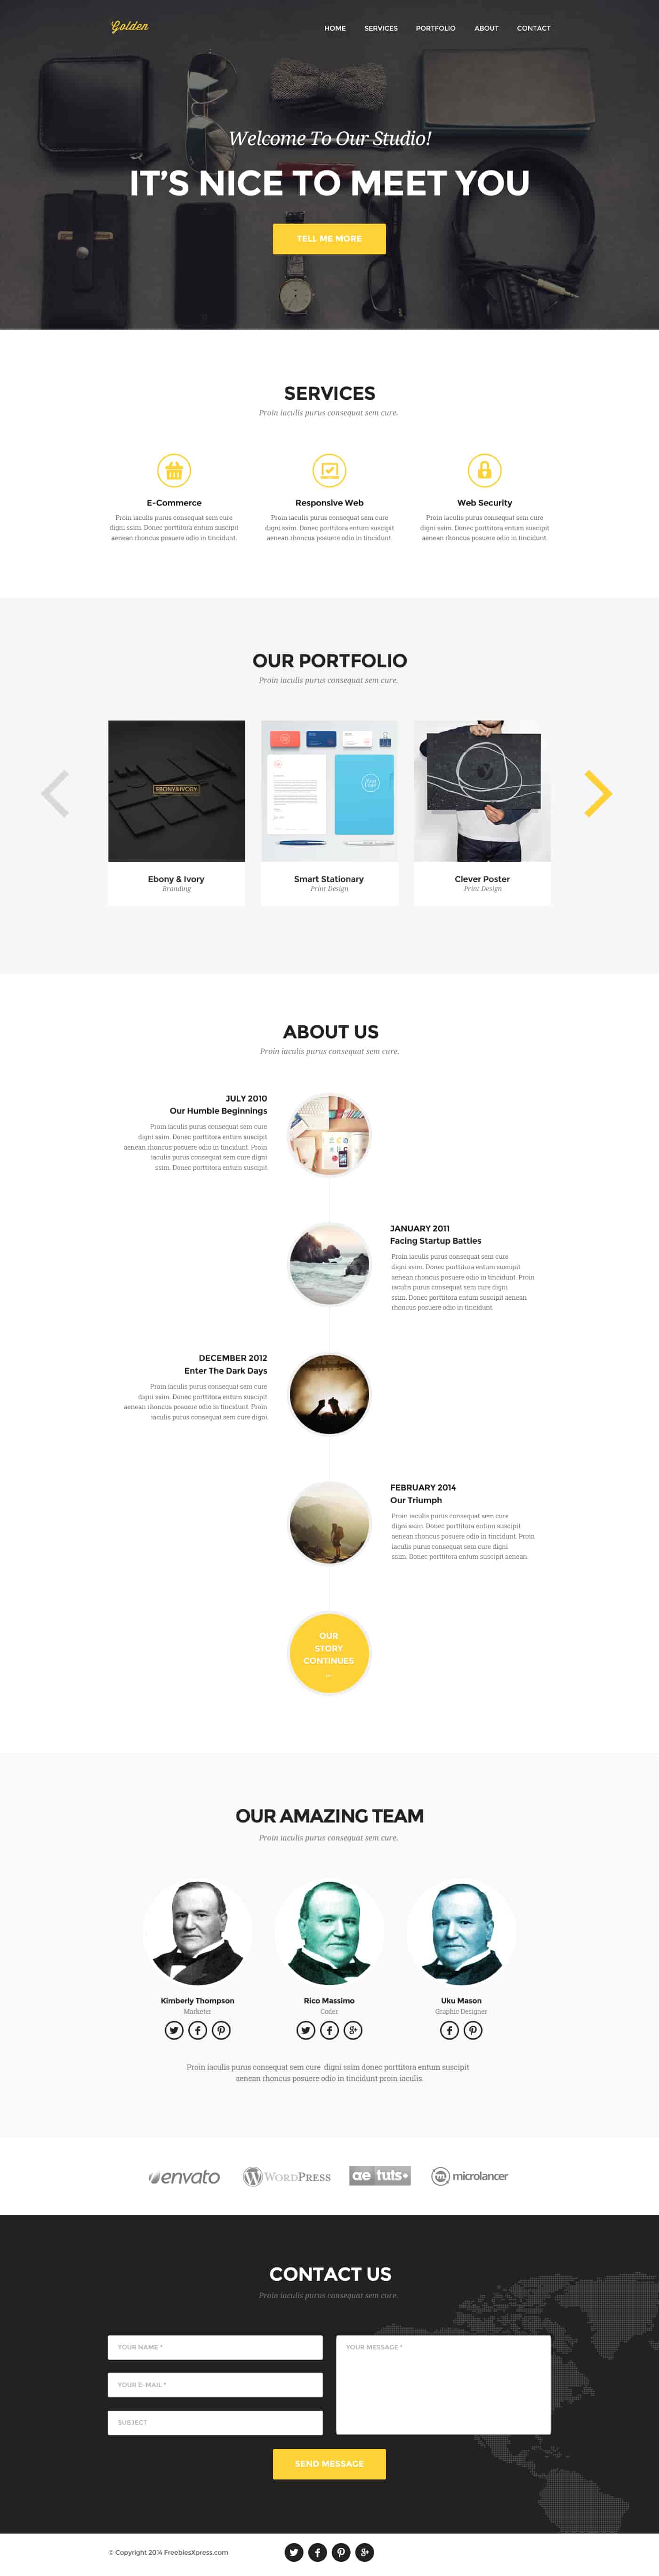 Golden
HOME SERVICES PORTFOLIO ABOUT CONTACT
Welcome To Our Studio!
IT'S NICE TO MEET YOU
TELL ME MORE
SERVICES
Proin iaculis purus consequat sem cure.
E-Commerce
Proin iaculis purus consequat sem cure
digni ssim. Donec porttitora entum suscipit
aenean rhoncus posuere odio in tincidunt.
Responsive Web
Proin iaculis purus consequat sem cure
digni ssim. Donec porttitora entum suscipit
aenean rhoncus posuere odio in tincidunt.
Web Security
Proin iaculis purus consequat sem cure
digni ssim. Donec porttitora entum suscipit
aenean rhoncus posuere odio in tincidunt.
OUR PORTFOLIO
Proin iaculis purus consequat sem cure.
EBONY&IVORY
Ebony & Ivory
Branding
Smart Stationary
Print Design
Clever Poster
Print Design
ABOUT US
Proin iaculis purus consequat sem cure.
JULY 2010
Our Humble Beginnings
Proin iaculis purus consequat sem cure
digni ssim. Donec porttitora entum suscipit
aenean rhoncus posuere odio in tincidunt. Proin
iaculis purus consequat sem cure digni
ssim. Donec porttitora entum suscipit.
JANUARY 2011
Facing Startup Battles
Proin iaculis purus consequat sem cure
digni ssim. Donec porttitora entum suscipit
aenean rhoncus posuere odio in tincidunt. Proin
iaculis purus consequat sem cure digni
ssim. Donec porttitora entum suscipit aenean
rhoncus posuere odio in tincidunt.
DECEMBER 2012
Enter The Dark Days
Proin iaculis purus consequat sem cure
digni ssim. Donec porttitora entum suscipit
aenean rhoncus posuere odio in tincidunt. Proin
iaculis purus consequat sem cure digni
FEBRUARY 2014
Our Triumph
Proin iaculis purus consequat sem cure
digni ssim. Donec porttitora entum suscipit
aenean rhoncus posuere odio in tincidunt. Proin
iaculis purus consequat sem cure digni
ssim. Donec porttitora entum suscipit aenean.
OUR
STORY
CONTINUES
...
OUR AMAZING TEAM
Proin iaculis purus consequat sem cure.
Kimberly Thompson
Marketer
Rico Massimo
Coder
Uku Mason
Graphic Designer
Proin iaculis purus consequat sem cure digni ssim donec porttitora entum suscipit
aenean rhoncus posuere odio in tincidunt proin iaculis.
envato WORDPRESS ae tuts+ microlancer
CONTACT US
Proin iaculis purus consequat sem cure.
YOUR NAME *
YOUR E-MAIL *
SUBJECT
YOUR MESSAGE *
SEND MESSAGE
© Copyright 2014 FreebiesXpress.com